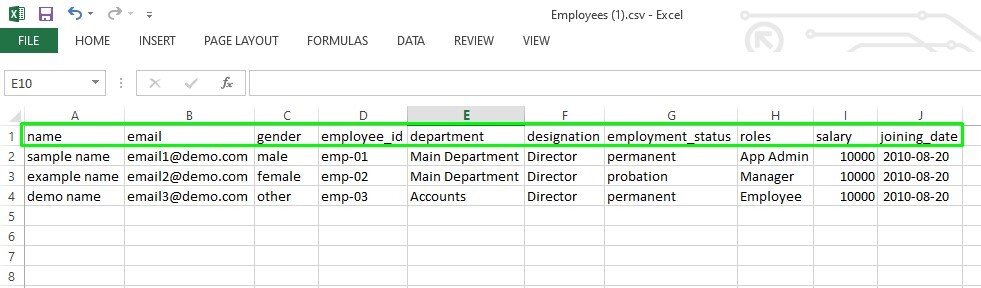 Employees (1).csv - Excel
FILE HOME INSERT PAGE LAYOUT FORMULAS DATA REVIEW VIEW
E10 fx
A B C D E F G H I J
1 name email gender employee_id department designation employment_status roles salary joining_date
2 sample name email1@demo.com male emp-01 Main Department Director permanent App Admin 10000 2010-08-20
3 example name email2@demo.com female emp-02 Main Department Director probation Manager 10000 2010-08-20
4 demo name email3@demo.com other emp-03 Accounts Director permanent Employee 10000 2010-08-20
5
6
7
8